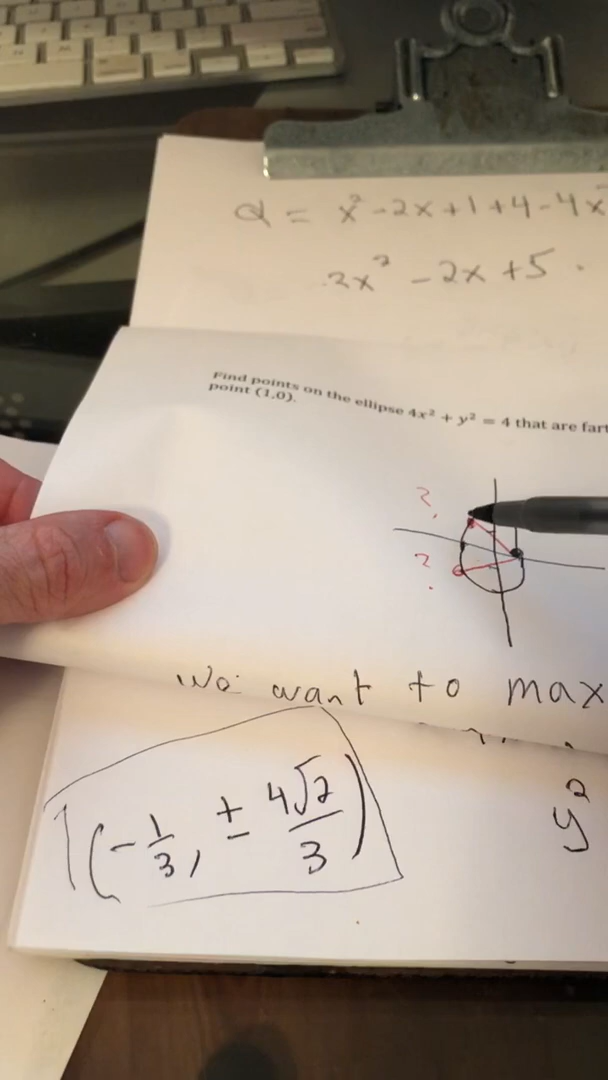 Q = x² - 2x + 1 + 4 - 4x
2x² - 2x + 5.
Find points on the ellipse 4x² + y² = 4 that are
point (1,0).
?
?
We want to max
y²
(-1/3, ± 4√2/3)